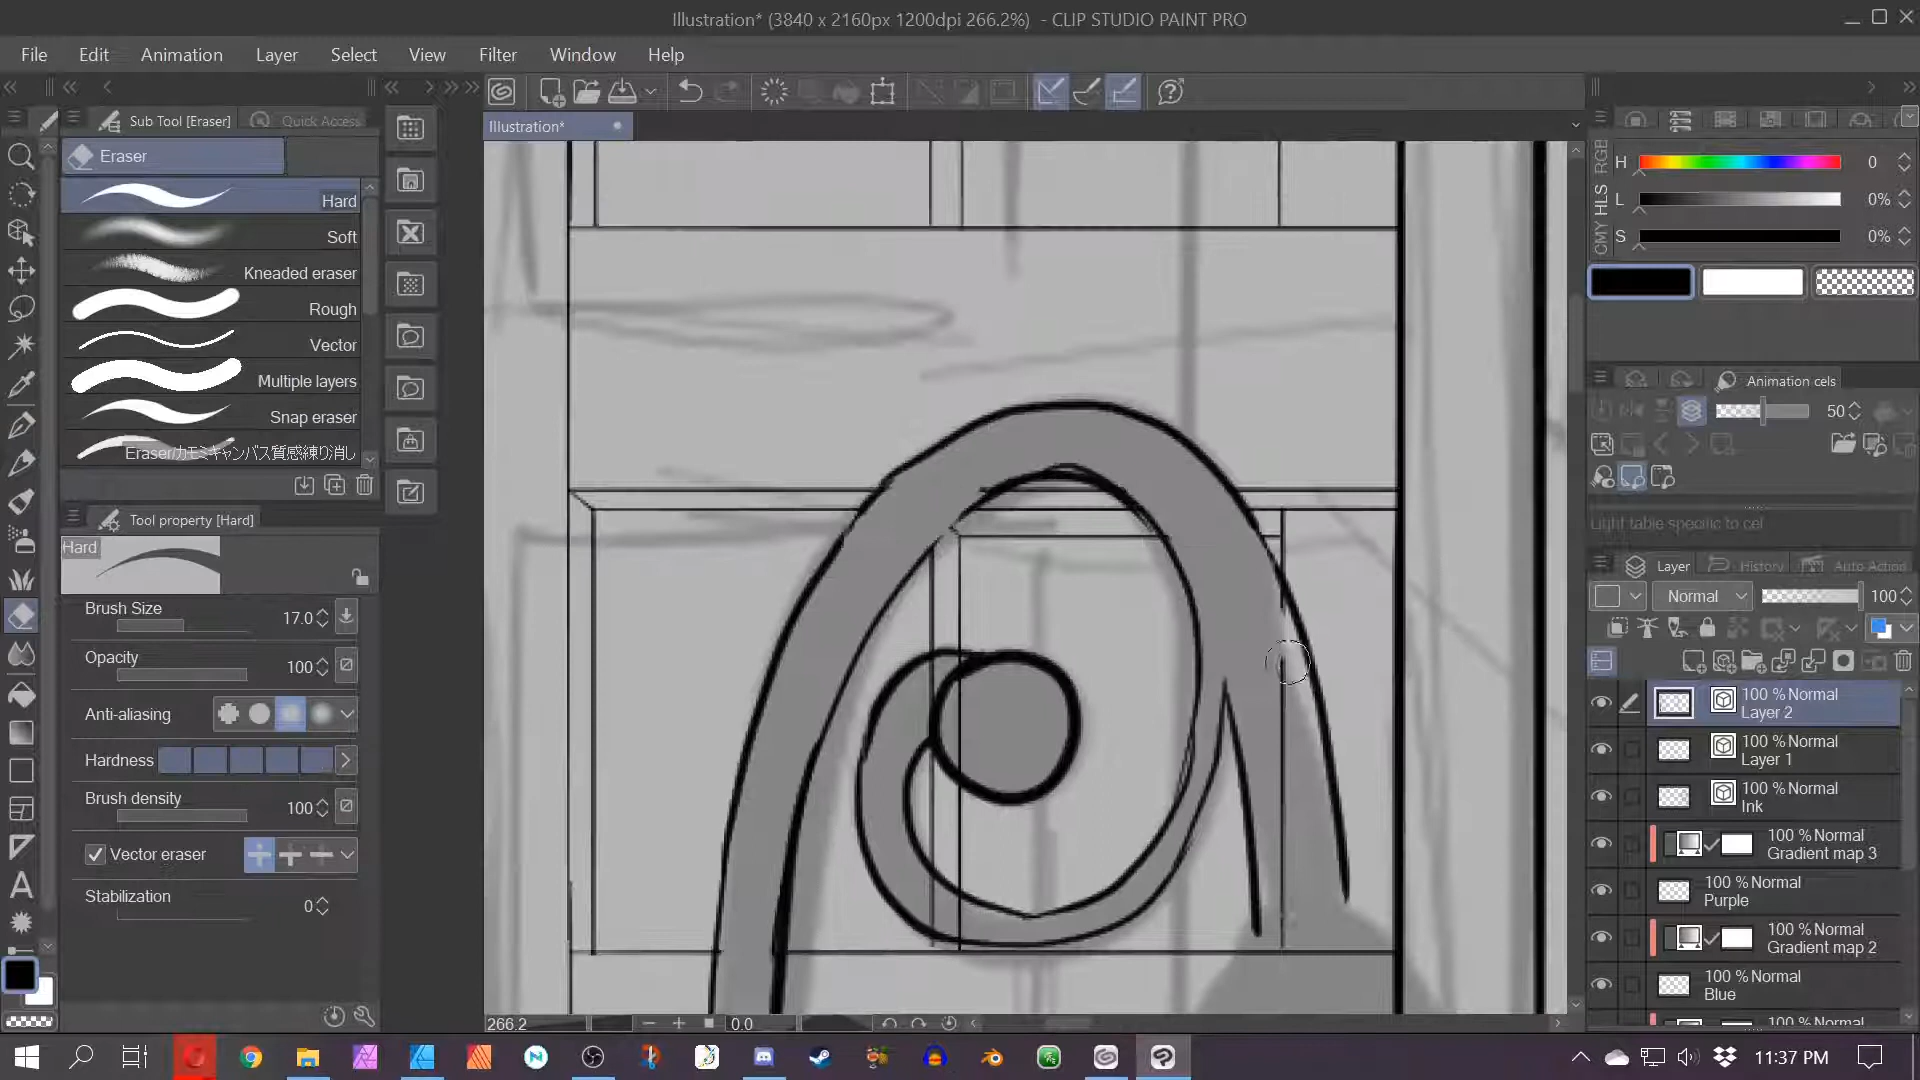 Illustration* (3840 x 2160px 1200dpi 266.2%) - CLIP STUDIO PAINT PRO
File Edit Animation Layer Select View Filter Window Help
Sub Tool [Eraser] Quick Access
Illustration*
Eraser
Hard
Soft
Kneaded eraser
Rough
Vector
Multiple layers
Snap eraser
Eraserカモミキャンバス質感練り消し
Tool property [Hard]
Hard
Brush Size 17.0
Opacity 100
Anti-aliasing
Hardness
Brush density 100
Vector eraser
Stabilization 0
266.2 0.0
RGB
HLS
CMY
H 0
L 0%
S 0%
Animation cels
50
Light table specific to cel
Layer History Auto Action
Normal 100
100 %Normal
Layer 2
100 %Normal
Layer 1
100 %Normal
Ink
100 %Normal
Gradient map 3
100 %Normal
Purple
100 %Normal
Gradient map 2
100 %Normal
Blue
100 %Normal
A
11:37 PM